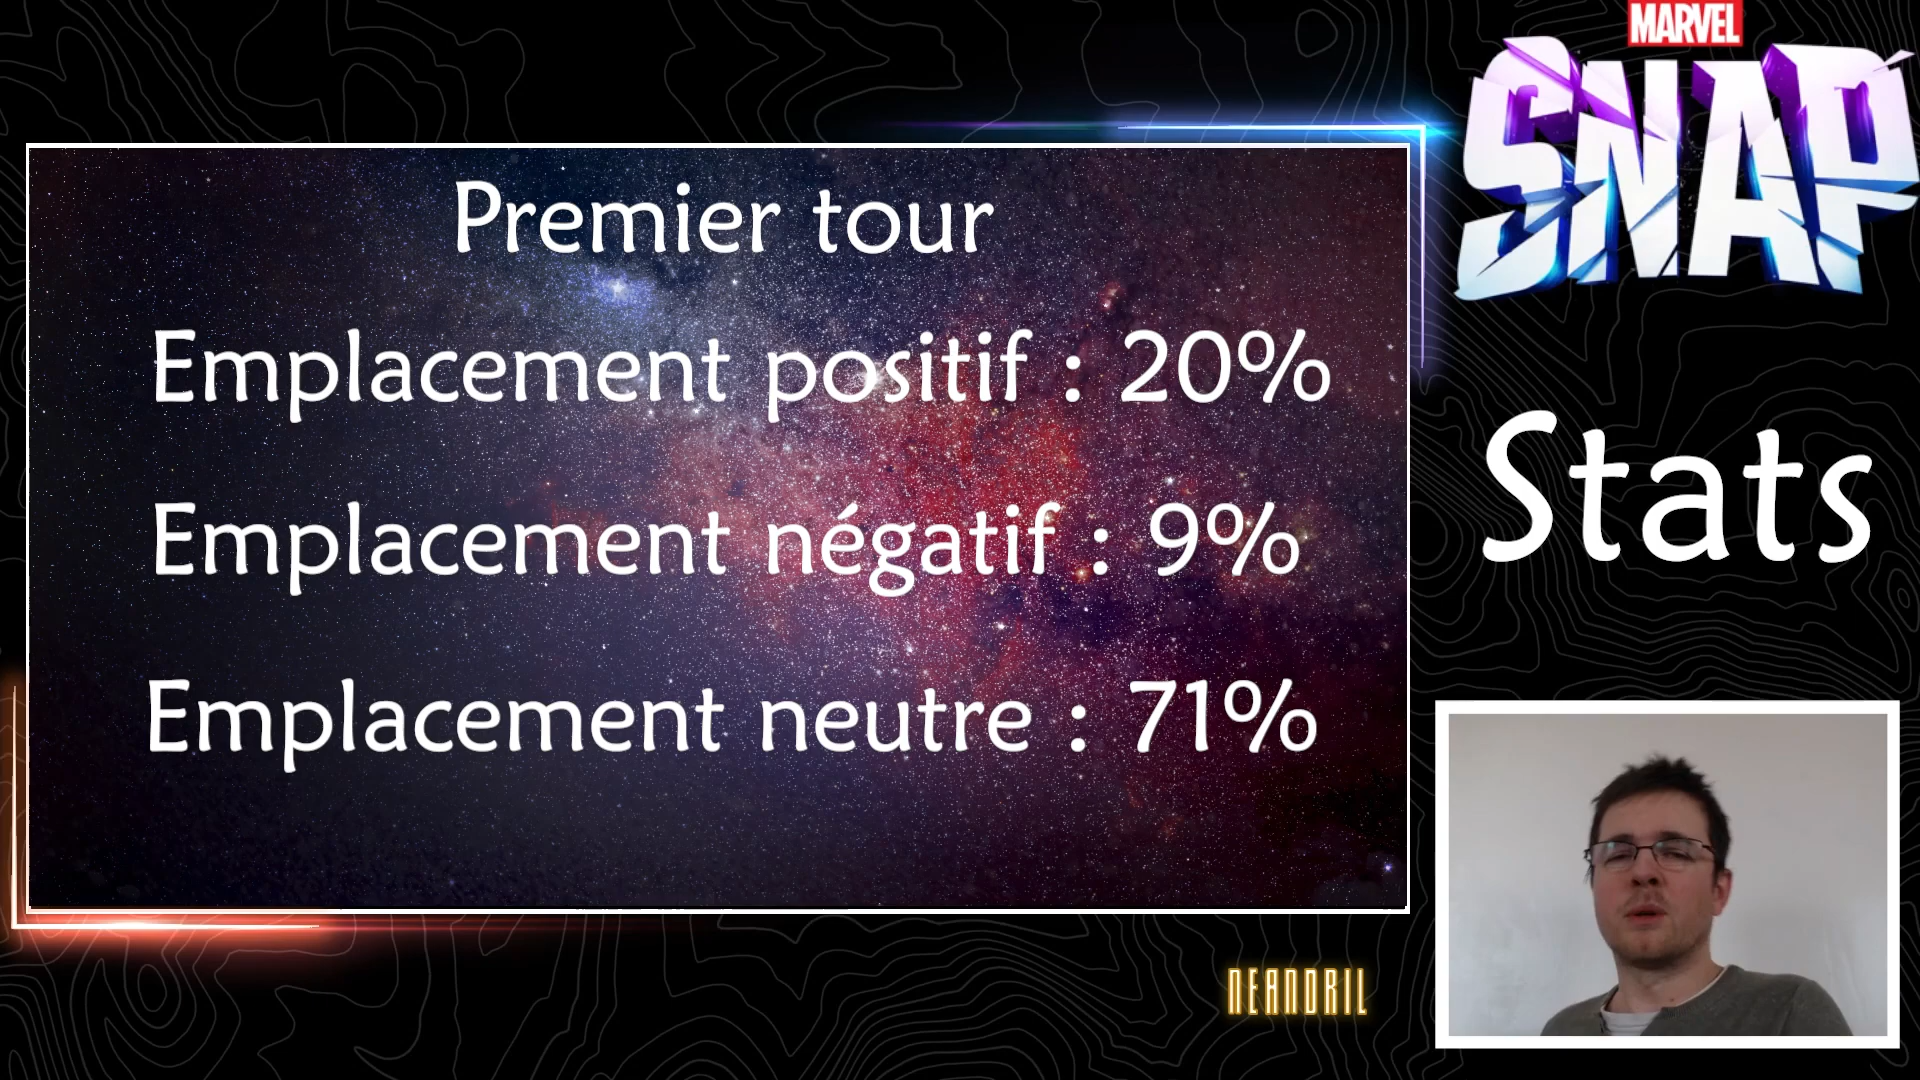 MARVEL
SNAP
Premier tour
Emplacement positif : 20%
Emplacement négatif : 9%
Emplacement neutre : 71%
Stats
NEANDRIL